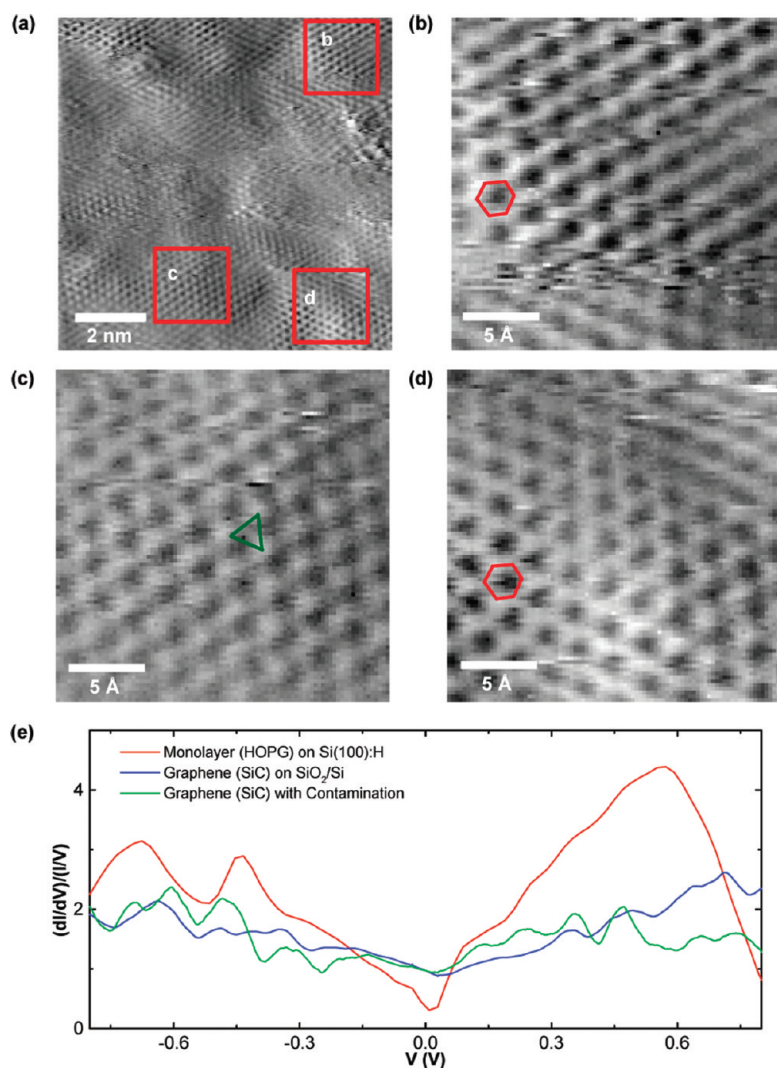 (a)
b
c
d
2 nm
(b)
5 Å
(c)
5 Å
(d)
5 Å
(e)
Monolayer (HOPG) on Si(100):H
Graphene (SiC) on SiO₂/Si
Graphene (SiC) with Contamination
(dI/dV)/(I/V)
4
2
0
-0.6
-0.3
0.0
0.3
0.6
V (V)